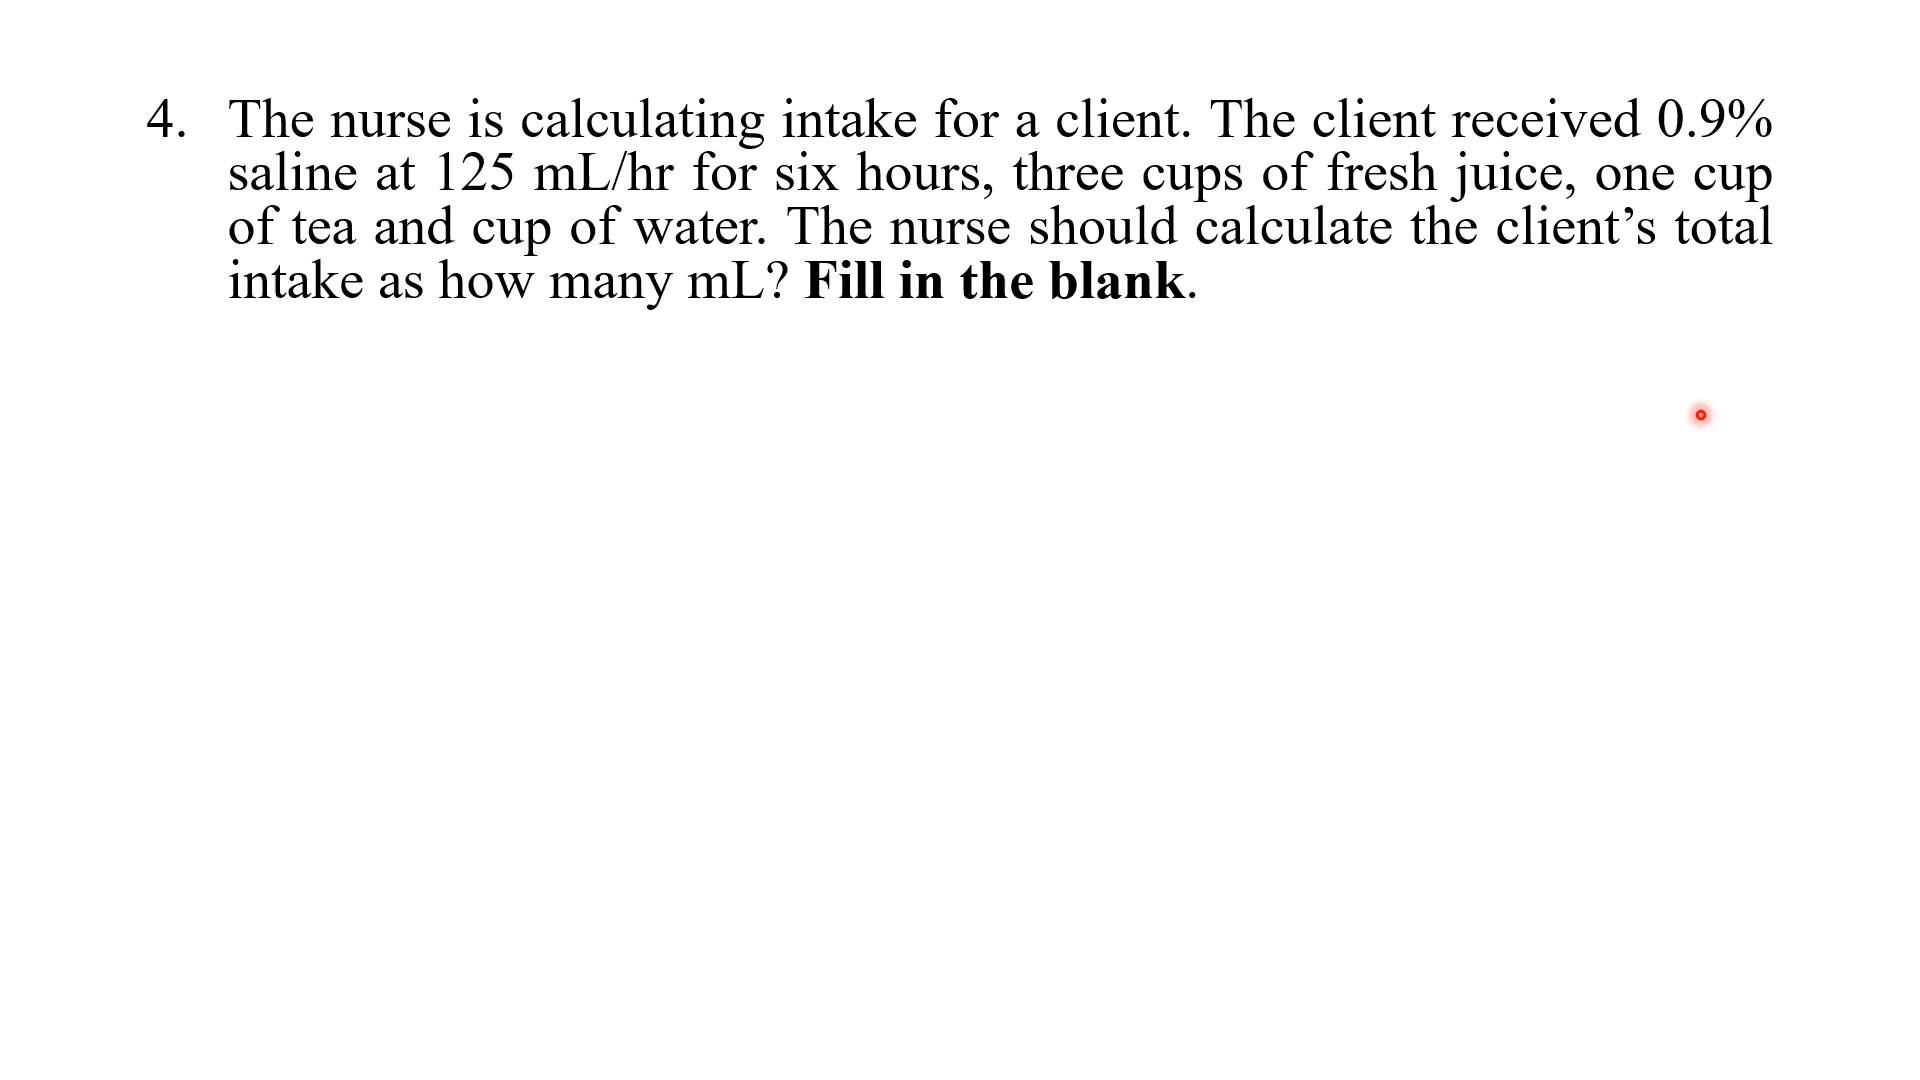 4. The nurse is calculating intake for a client. The client received 0.9%
saline at 125 mL/hr for six hours, three cups of fresh juice, one cup
of tea and cup of water. The nurse should calculate the client’s total
intake as how many mL? Fill in the blank.